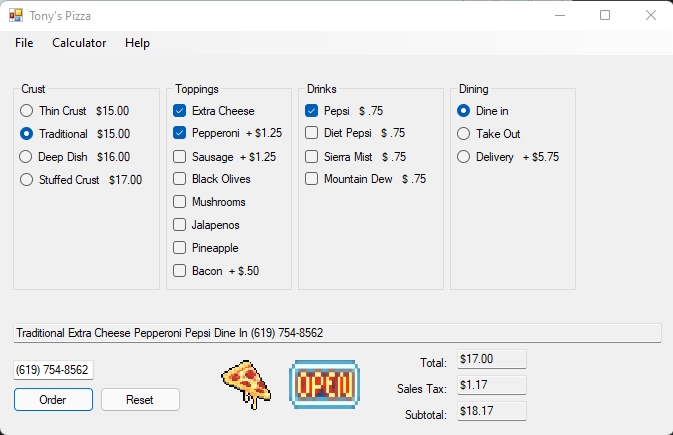 Tony's Pizza
File Calculator Help
Crust
Thin Crust $15.00
Traditional $15.00
Deep Dish $16.00
Stuffed Crust $17.00
Toppings
Extra Cheese
Pepperoni + $1.25
Sausage + $1.25
Black Olives
Mushrooms
Jalapenos
Pineapple
Bacon + $.50
Drinks
Pepsi $ .75
Diet Pepsi $ .75
Sierra Mist $ .75
Mountain Dew $ .75
Dining
Dine in
Take Out
Delivery + $5.75
Traditional Extra Cheese Pepperoni Pepsi Dine In (619) 754-8562
(619) 754-8562
Order Reset
OPEN
Total: $17.00
Sales Tax: $1.17
Subtotal: $18.17